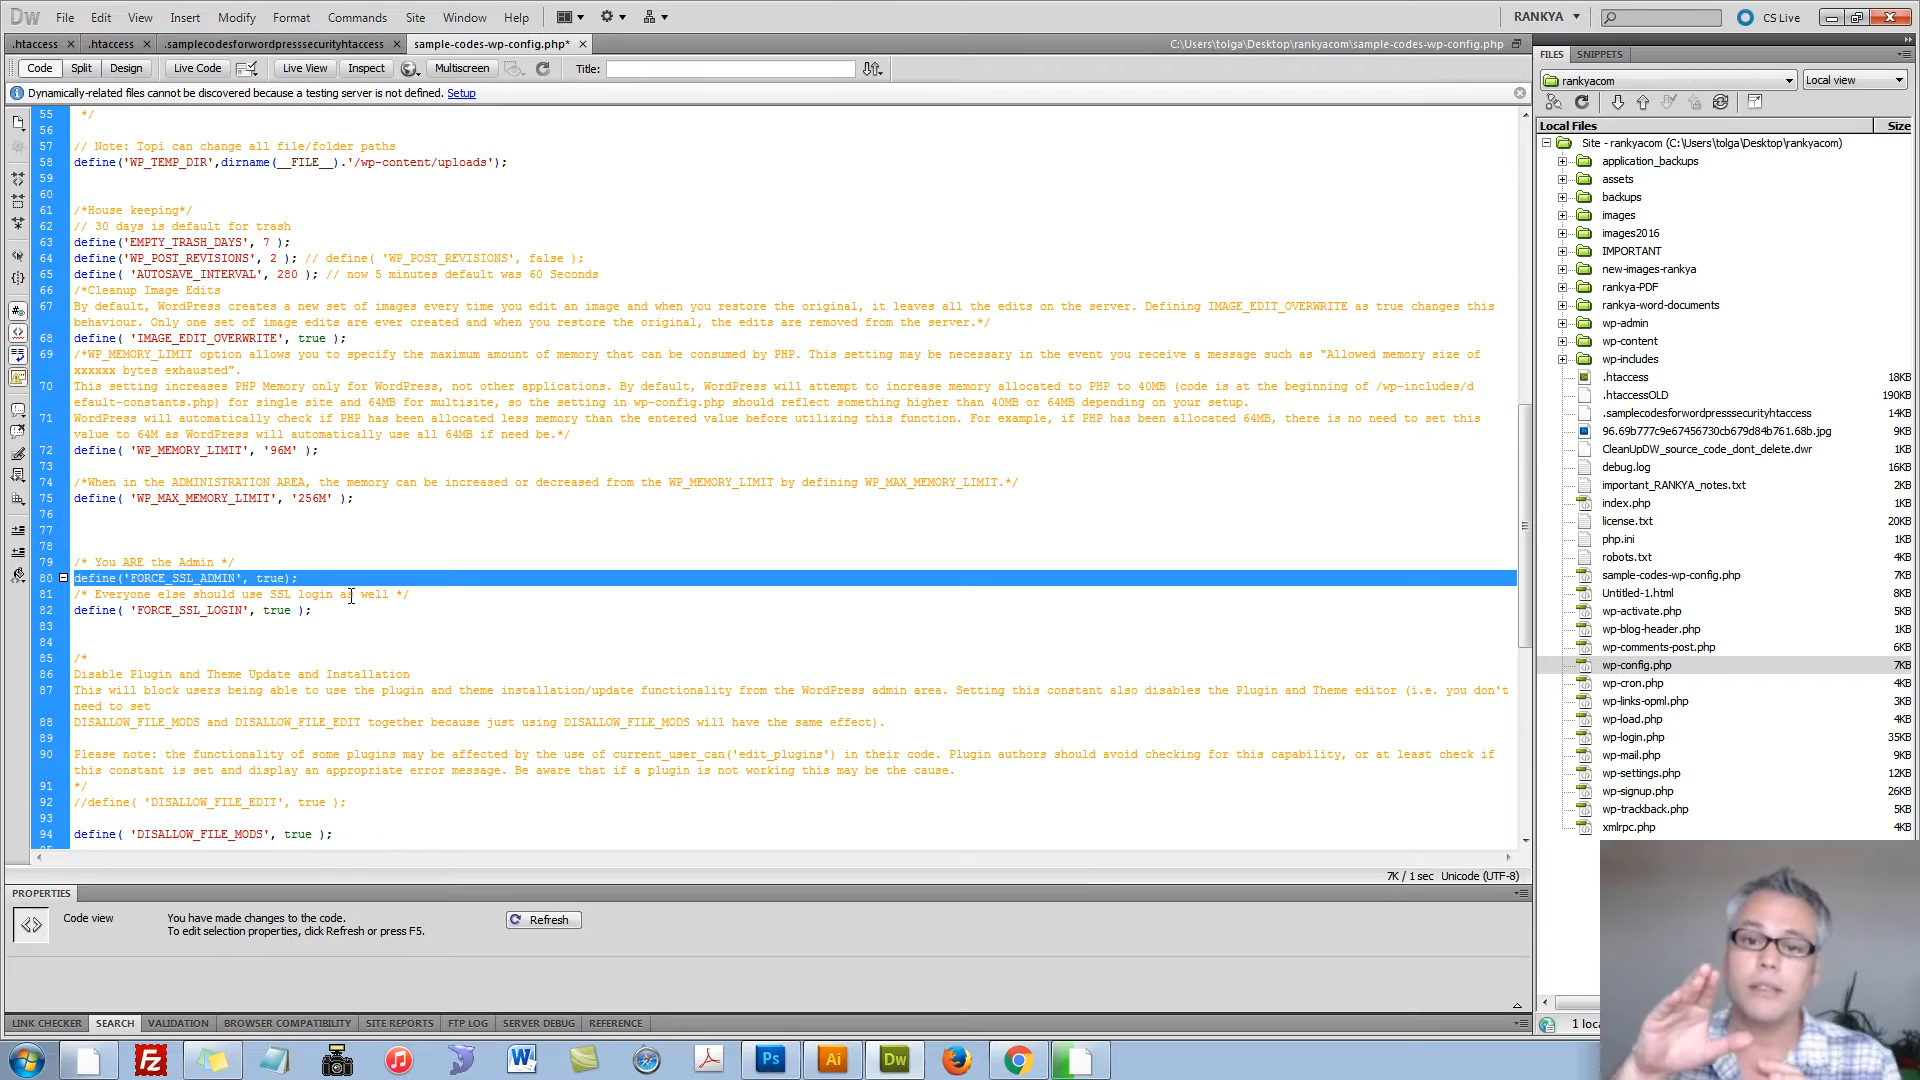 Dw File Edit View Insert Modify Format Commands Site Window Help RANKYA CS Live
.htaccess .htaccess .samplecodesforwordpresssecurityhtaccess sample-codes-wp-config.php* C:\Users\tolga\Desktop\rankyacom\sample-codes-wp-config.php
Code Split Design Live Code Live View Inspect Multiscreen Title:
Dynamically-related files cannot be discovered because a testing server is not defined. Setup
55 */
56
57 // Note: Topi can change all file/folder paths
58 define('WP_TEMP_DIR',dirname(__FILE__).'/wp-content/uploads');
59
60
61 /*House keeping*/
62 // 30 days is default for trash
63 define('EMPTY_TRASH_DAYS', 7 );
64 define('WP_POST_REVISIONS', 2 ); // define( 'WP_POST_REVISIONS', false );
65 define( 'AUTOSAVE_INTERVAL', 280 ); // now 5 minutes default was 60 Seconds
66 /*Cleanup Image Edits
67 By default, WordPress creates a new set of images every time you edit an image and when you restore the original, it leaves all the edits on the server. Defining IMAGE_EDIT_OVERWRITE as true changes this
behaviour. Only one set of image edits are ever created and when you restore the original, the edits are removed from the server.*/
68 define( 'IMAGE_EDIT_OVERWRITE', true );
69 /*WP_MEMORY_LIMIT option allows you to specify the maximum amount of memory that can be consumed by PHP. This setting may be necessary in the event you receive a message such as "Allowed memory size of
xxxxxx bytes exhausted".
70 This setting increases PHP Memory only for WordPress, not other applications. By default, WordPress will attempt to increase memory allocated to PHP to 40MB (code is at the beginning of /wp-includes/d
efault-constants.php) for single site and 64MB for multisite, so the setting in wp-config.php should reflect something higher than 40MB or 64MB depending on your setup.
71 WordPress will automatically check if PHP has been allocated less memory than the entered value before utilizing this function. For example, if PHP has been allocated 64MB, there is no need to set this
value to 64M as WordPress will automatically use all 64MB if need be.*/
72 define( 'WP_MEMORY_LIMIT', '96M' );
73
74 /*When in the ADMINISTRATION AREA, the memory can be increased or decreased from the WP_MEMORY_LIMIT by defining WP_MAX_MEMORY_LIMIT.*/
75 define( 'WP_MAX_MEMORY_LIMIT', '256M' );
76
77
78
79 /* You ARE the Admin */
80 define('FORCE_SSL_ADMIN', true);
81 /* Everyone else should use SSL login as well */
82 define( 'FORCE_SSL_LOGIN', true );
83
84
85 /*
86 Disable Plugin and Theme Update and Installation
87 This will block users being able to use the plugin and theme installation/update functionality from the WordPress admin area. Setting this constant also disables the Plugin and Theme editor (i.e. you don't
need to set
88 DISALLOW_FILE_MODS and DISALLOW_FILE_EDIT together because just using DISALLOW_FILE_MODS will have the same effect).
89
90 Please note: the functionality of some plugins may be affected by the use of current_user_can('edit_plugins') in their code. Plugin authors should avoid checking for this capability, or at least check if
this constant is set and display an appropriate error message. Be aware that if a plugin is not working this may be the cause.
91 */
92 //define( 'DISALLOW_FILE_EDIT', true );
93
94 define( 'DISALLOW_FILE_MODS', true );
7K / 1 sec Unicode (UTF-8)
PROPERTIES
Code view You have made changes to the code. Refresh
To edit selection properties, click Refresh or press F5.
LINK CHECKER SEARCH VALIDATION BROWSER COMPATIBILITY SITE REPORTS FTP LOG SERVER DEBUG REFERENCE
FILES SNIPPETS
rankyacom Local view
Local Files Size
Site - rankyacom (C:\Users\tolga\Desktop\rankyacom)
application_backups
assets
backups
images
images2016
IMPORTANT
new-images-rankya
rankya-PDF
rankya-word-documents
wp-admin
wp-content
wp-includes
.htaccess 18KB
.htaccessOLD 190KB
.samplecodesforwordpresssecurityhtaccess 14KB
96.69b777c9e67456730cb679d84b761.68b.jpg 9KB
CleanUpDW_source_code_dont_delete.dwr 1KB
debug.log 16KB
important_RANKYA_notes.txt 2KB
index.php 1KB
license.txt 20KB
php.ini 1KB
robots.txt 4KB
sample-codes-wp-config.php 7KB
Untitled-1.html 8KB
wp-activate.php 5KB
wp-blog-header.php 1KB
wp-comments-post.php 6KB
wp-config.php 7KB
wp-cron.php 4KB
wp-links-opml.php 3KB
wp-load.php 4KB
wp-login.php 35KB
wp-mail.php 9KB
wp-settings.php 12KB
wp-signup.php 26KB
wp-trackback.php 5KB
xmlrpc.php 4KB
Fz W Ps Ai Dw